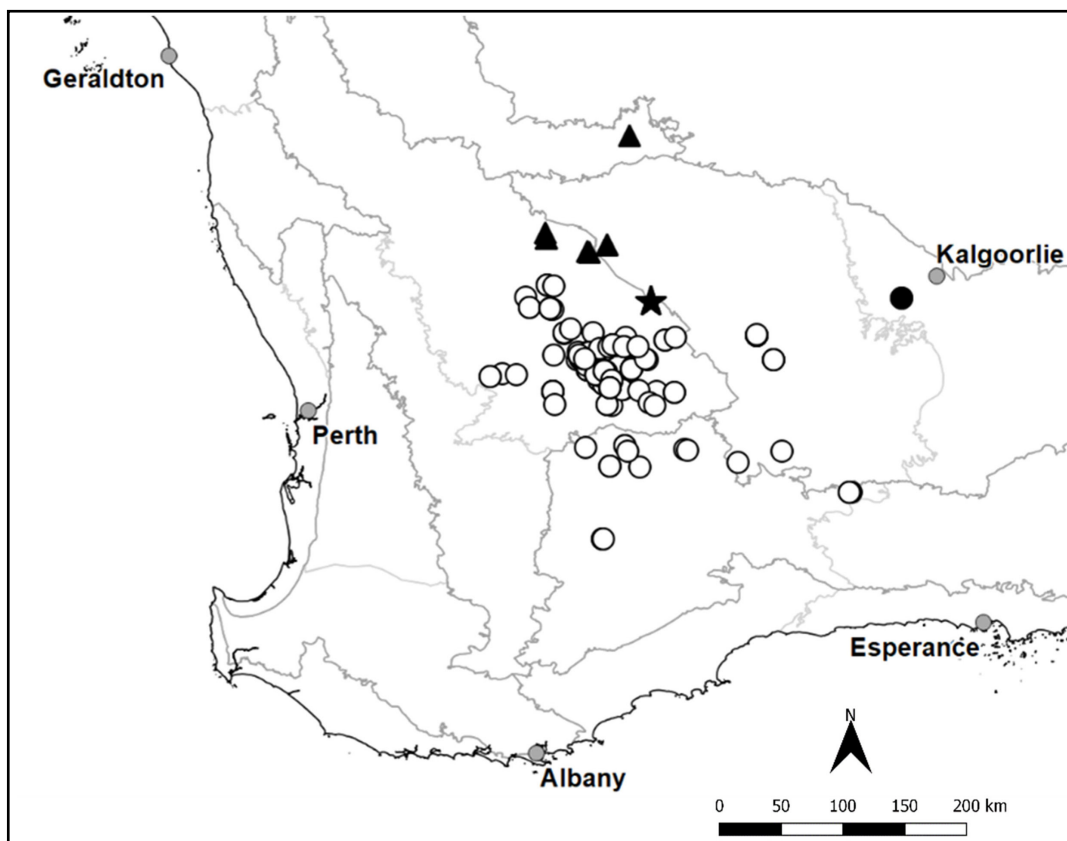 Geraldton
Kalgoorlie
Perth
Esperance
Albany
N
0 50 100 150 200 km